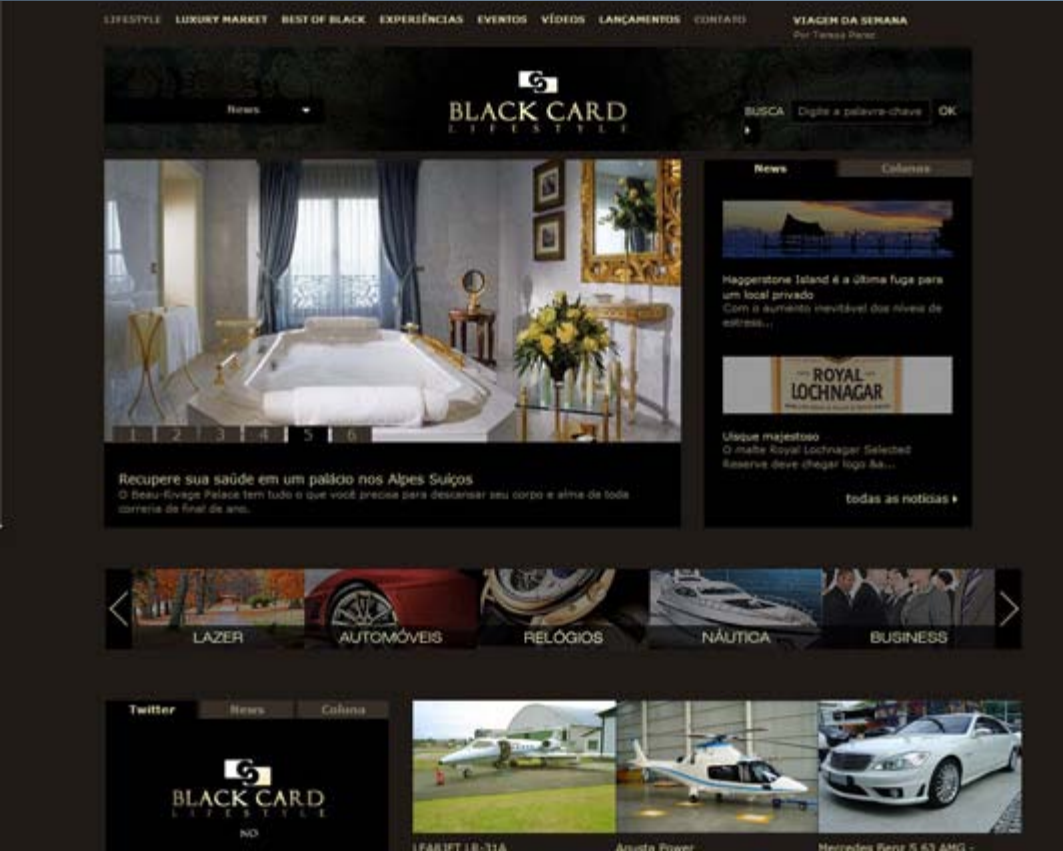 LIFESTYLE LUXURY MARKET BEST OF BLACK EXPERIÊNCIAS EVENTOS VÍDEOS LANÇAMENTOS CONTATO
VIAGEM DA SEMANA
Por Teresa Perez
News
BLACK CARD
LIFESTYLE
BUSCA Digite a palavra-chave OK
News Colunas
Haggerstone Island é a última fuga para
um local privado
Com o aumento inevitável dos níveis de
estress...
ROYAL
LOCHNAGAR
Uísque majestoso
O malte Royal Lochnagar Selected
Reserve deve chegar logo &a...
todas as notícias
1 2 3 4 5 6
Recupere sua saúde em um palácio nos Alpes Suíços
O Beau-Rivage Palace tem tudo o que você precisa para descansar seu corpo e alma da toda
correria de final de ano.
LAZER AUTOMÓVEIS RELÓGIOS NÁUTICA BUSINESS
Twitter News Coluna
BLACK CARD
LIFESTYLE
NO
LEARJET LR-31A Agusta Power Mercedes Benz S 63 AMG -